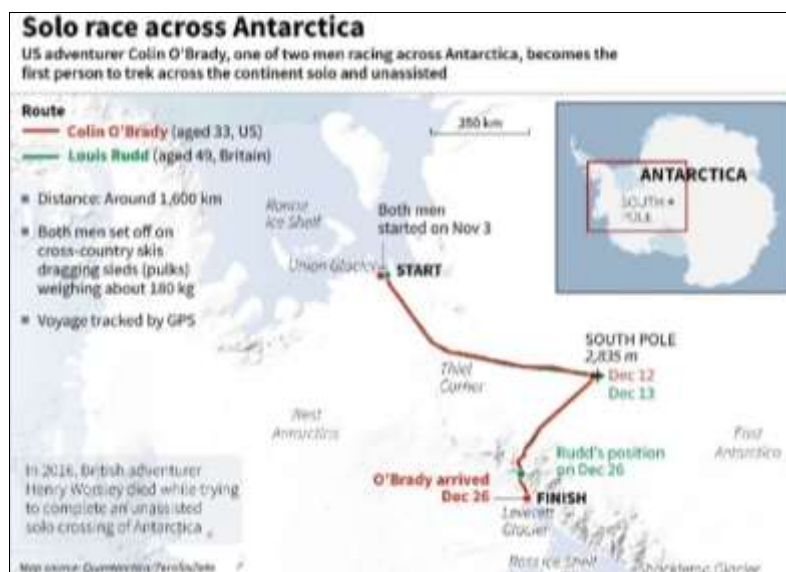 Solo race across Antarctica
US adventurer Colin O'Brady, one of two men racing across Antarctica, becomes the
first person to trek across the continent solo and unassisted
Route
Colin O'Brady (aged 33, US)
Louis Rudd (aged 49, Britain)
▪ Distance: Around 1,600 km
▪ Both men set off on
cross-country skis
dragging sleds (pulks)
weighing about 180 kg
▪ Voyage tracked by GPS
350 km
ANTARCTICA
SOUTH
POLE
Ronne
Ice Shelf
Both men
started on Nov 3
Union Glacier
START
SOUTH POLE
2,835 m
Dec 12
Dec 13
Thiel
Corner
West
Antarctica
East
Antarctica
Rudd's position
on Dec 26
O'Brady arrived
Dec 26
FINISH
Leverett
Glacier
Ross Ice Shelf
Shackleton Glacier
In 2016, British adventurer
Henry Worsley died while trying
to complete an unassisted
solo crossing of Antarctica
Map source: